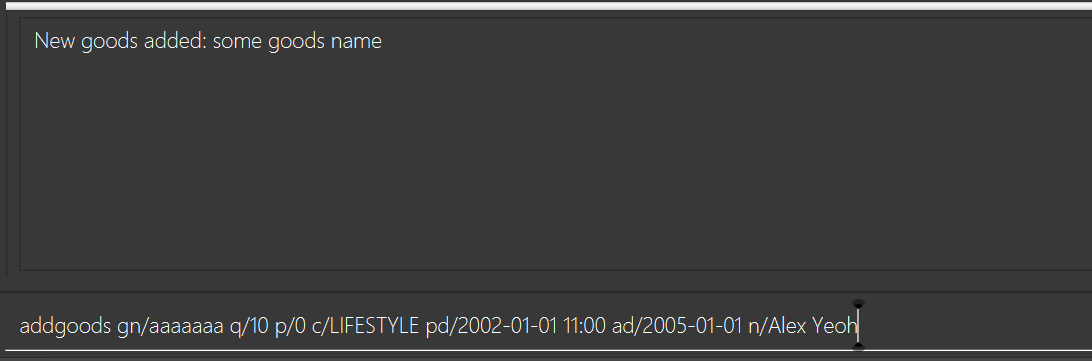 New goods added: some goods name
addgoods gn/aaaaaaa q/10 p/0 c/LIFESTYLE pd/2002-01-01 11:00 ad/2005-01-01 n/Alex Yeoh